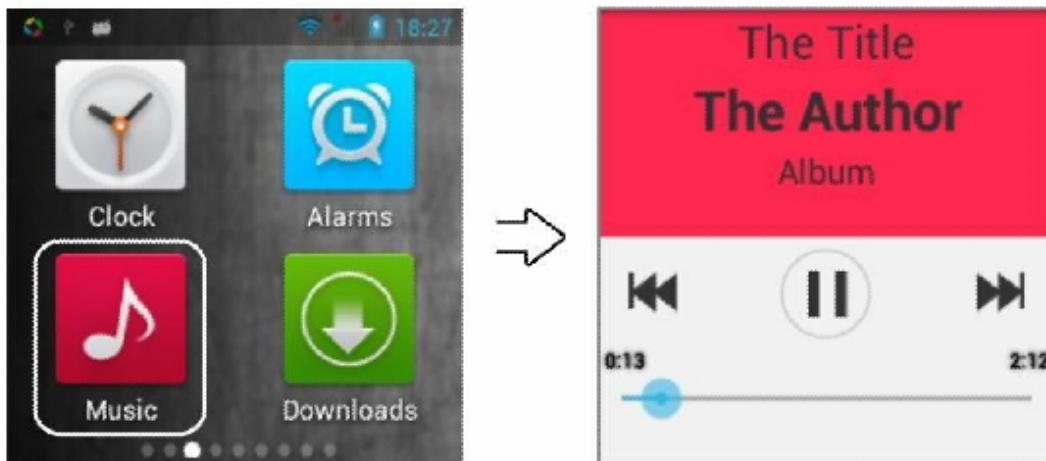 18:27
Clock
Alarms
Music
Downloads
The Title
The Author
Album
0:13
2:12